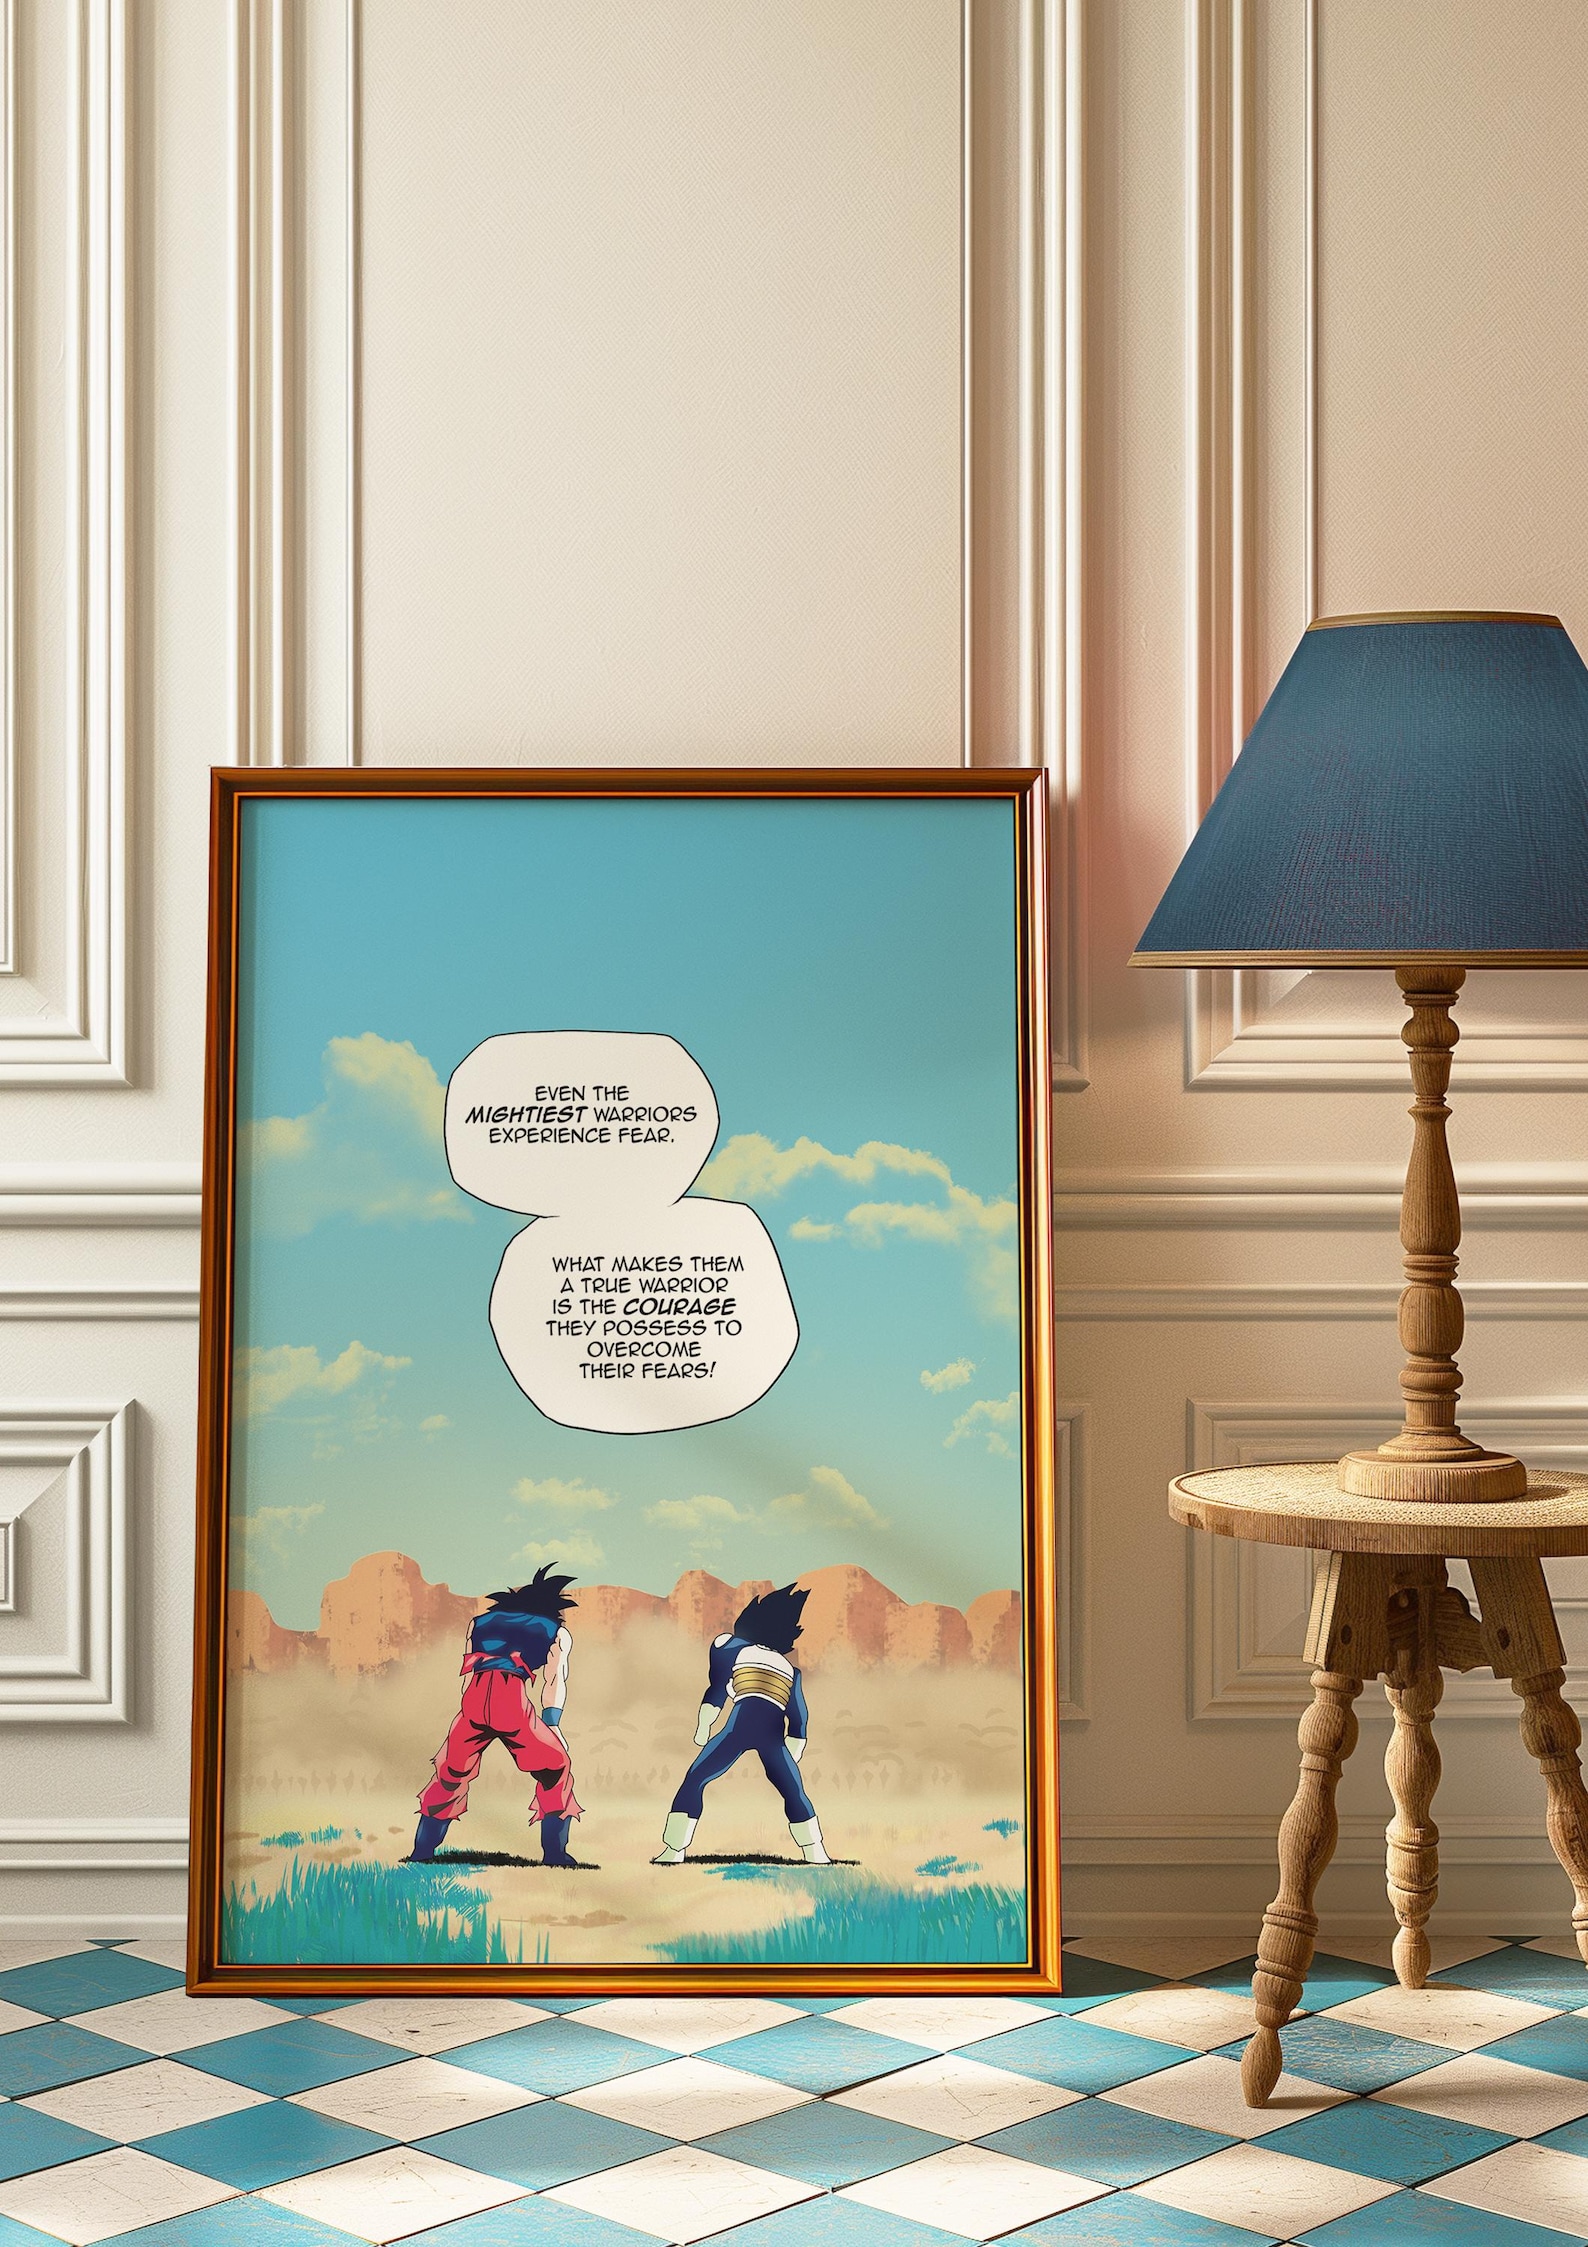 EVEN THE
MIGHTIEST WARRIORS
EXPERIENCE FEAR.
WHAT MAKES THEM
A TRUE WARRIOR
IS THE COURAGE
THEY POSSESS TO
OVERCOME
THEIR FEARS!